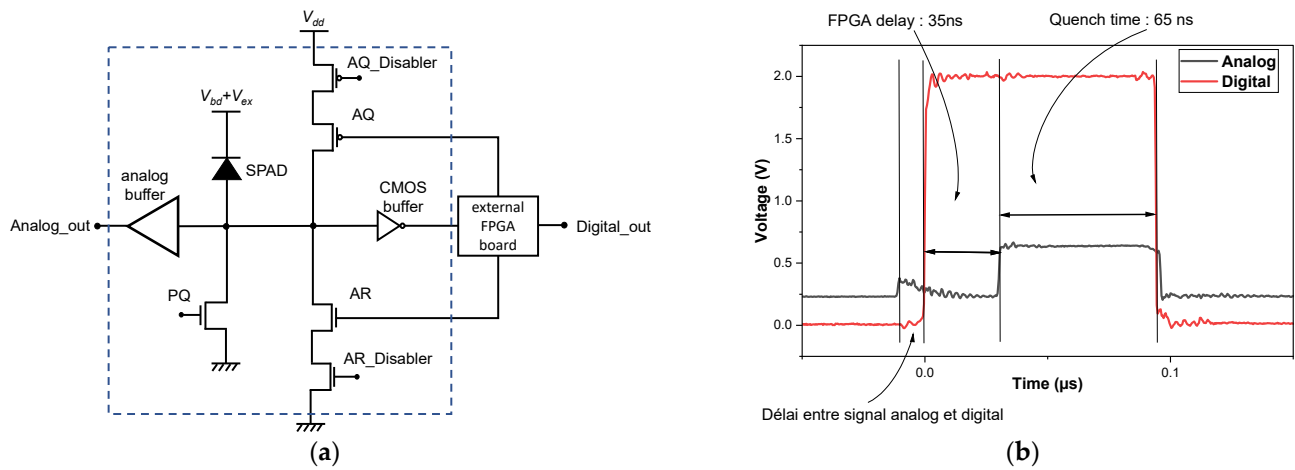 V_dd
AQ_Disabler
V_bd+V_ex
AQ
SPAD
analog
buffer
CMOS
buffer
Analog_out
external
FPGA
board
Digital_out
PQ
AR
AR_Disabler
(a)
FPGA delay : 35ns
Quench time : 65 ns
Analog
Digital
2.0
1.5
1.0
0.5
0.0
Voltage (V)
0.0
0.1
Time (µs)
Délai entre signal analog et digital
(b)